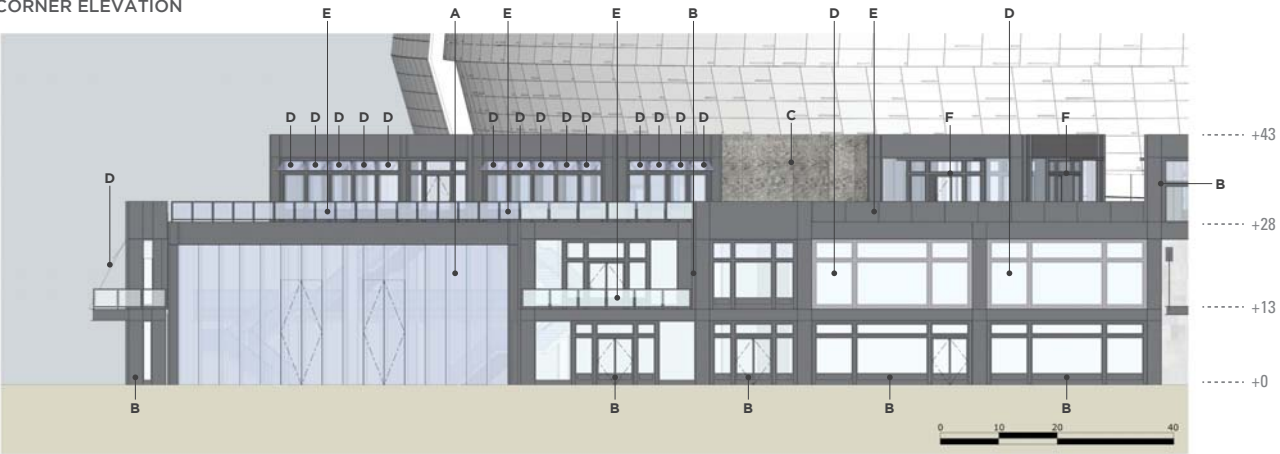 CORNER ELEVATION
E A E E B D E D
D D D D D D D D D D D D D D C F F
+43
D B
+28
+13
+0
B B B B B
0 10 20 40